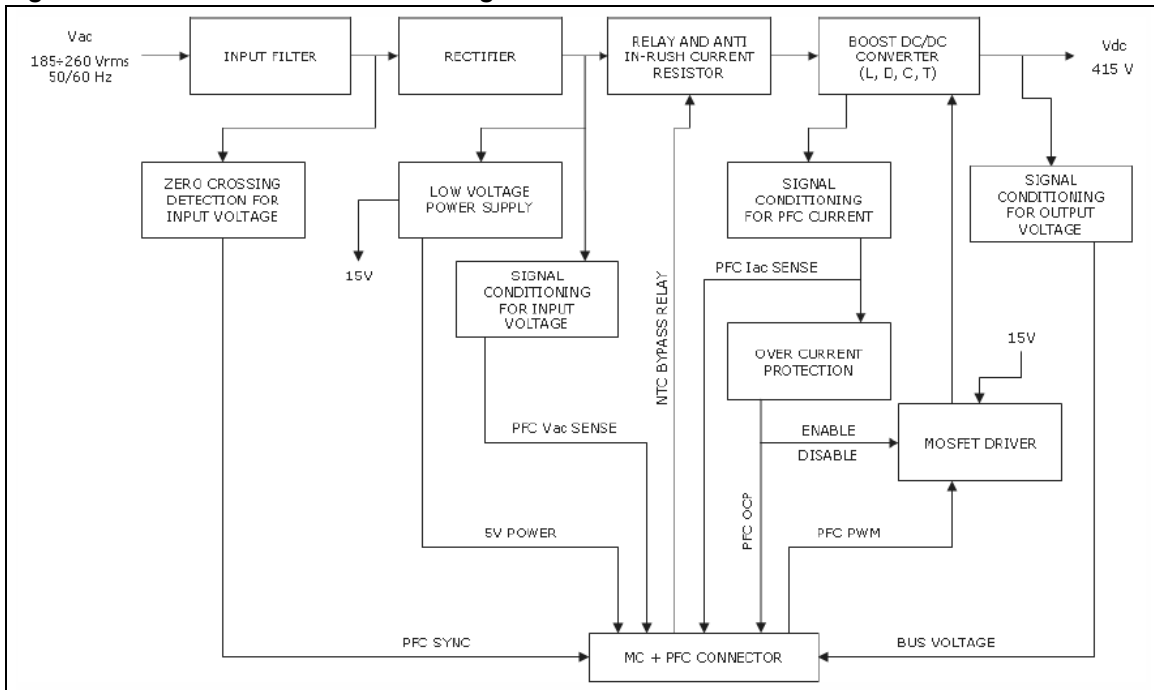 Vac
185÷260 Vrms
50/60 Hz
INPUT FILTER
RECTIFIER
RELAY AND ANTI
IN-RUSH CURRENT
RESISTOR
BOOST DC/DC
CONVERTER
(L, D, C, T)
Vdc
415 V
ZERO CROSSING
DETECTION FOR
INPUT VOLTAGE
LOW VOLTAGE
POWER SUPPLY
SIGNAL
CONDITIONING
FOR PFC CURRENT
SIGNAL
CONDITIONING
FOR OUTPUT
VOLTAGE
15V
SIGNAL
CONDITIONING
FOR INPUT
VOLTAGE
PFC Iac SENSE
NTC BYPASS RELAY
OVER CURRENT
PROTECTION
15V
PFC Vac SENSE
ENABLE
DISABLE
MOSFET DRIVER
PFC OCP
5V POWER
PFC PWM
PFC SYNC
MC + PFC CONNECTOR
BUS VOLTAGE